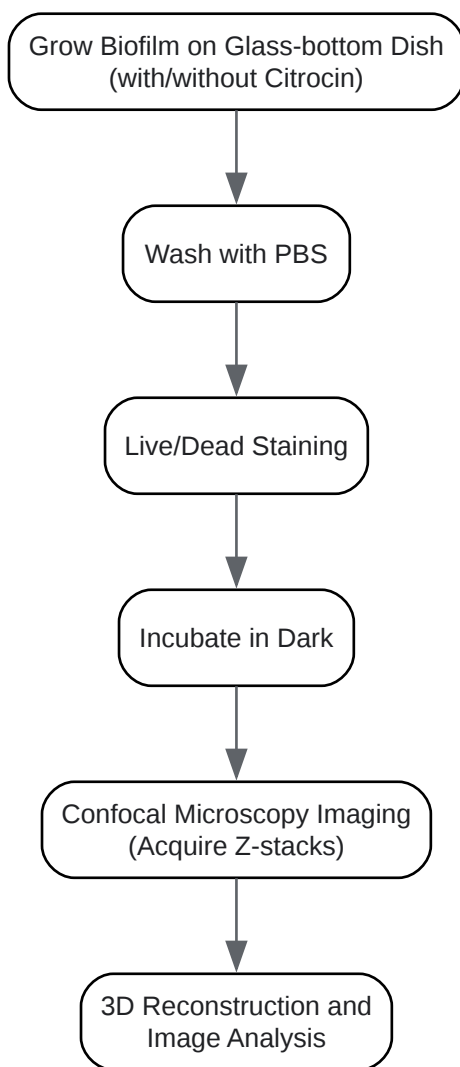 Grow Biofilm on Glass-bottom Dish
(with/without Citrocin)
Wash with PBS
Live/Dead Staining
Incubate in Dark
Confocal Microscopy Imaging
(Acquire Z-stacks)
3D Reconstruction and
Image Analysis